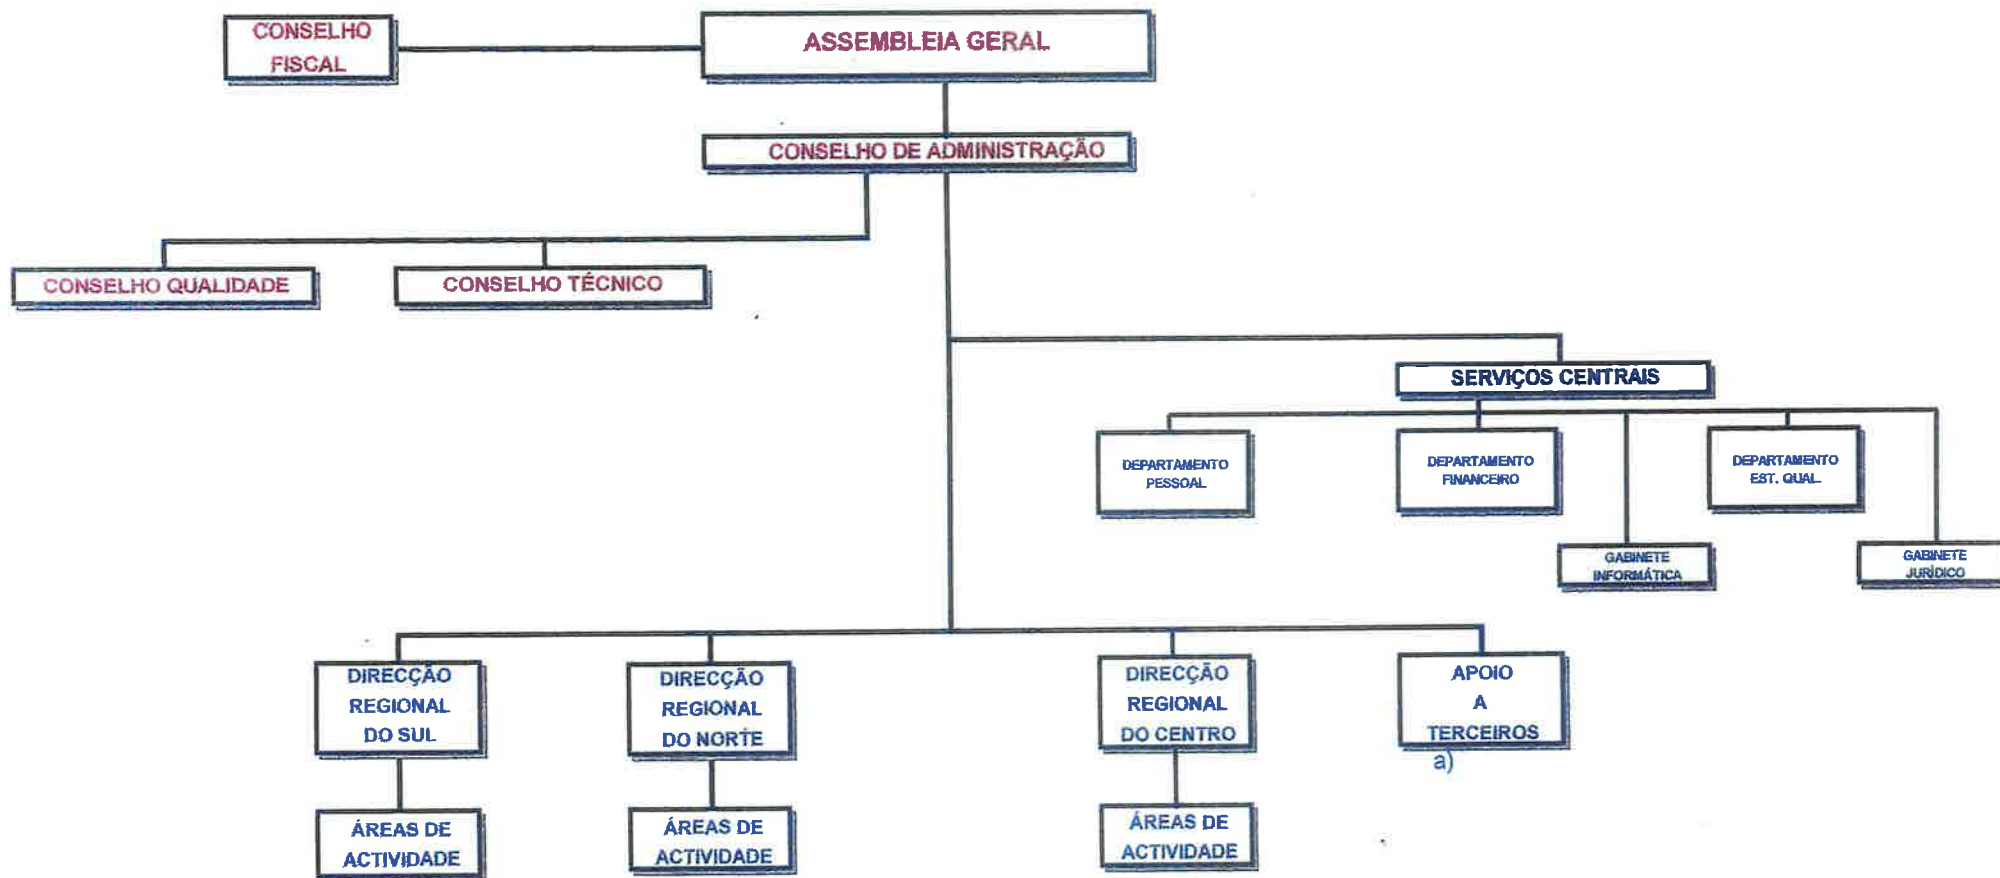 CONSELHO
FISCAL
ASSEMBLEIA GERAL
CONSELHO DE ADMINISTRAÇÃO
CONSELHO QUALIDADE
CONSELHO TÉCNICO
SERVIÇOS CENTRAIS
DEPARTAMENTO
PESSOAL
DEPARTAMENTO
FINANCEIRO
DEPARTAMENTO
EST. QUAL.
GABINETE
INFORMÁTICA
GABINETE
JURÍDICO
DIRECÇÃO
REGIONAL
DO SUL
DIRECÇÃO
REGIONAL
DO NORTE
DIRECÇÃO
REGIONAL
DO CENTRO
APOIO
A
TERCEIROS
a)
ÁREAS DE
ACTIVIDADE
ÁREAS DE
ACTIVIDADE
ÁREAS DE
ACTIVIDADE